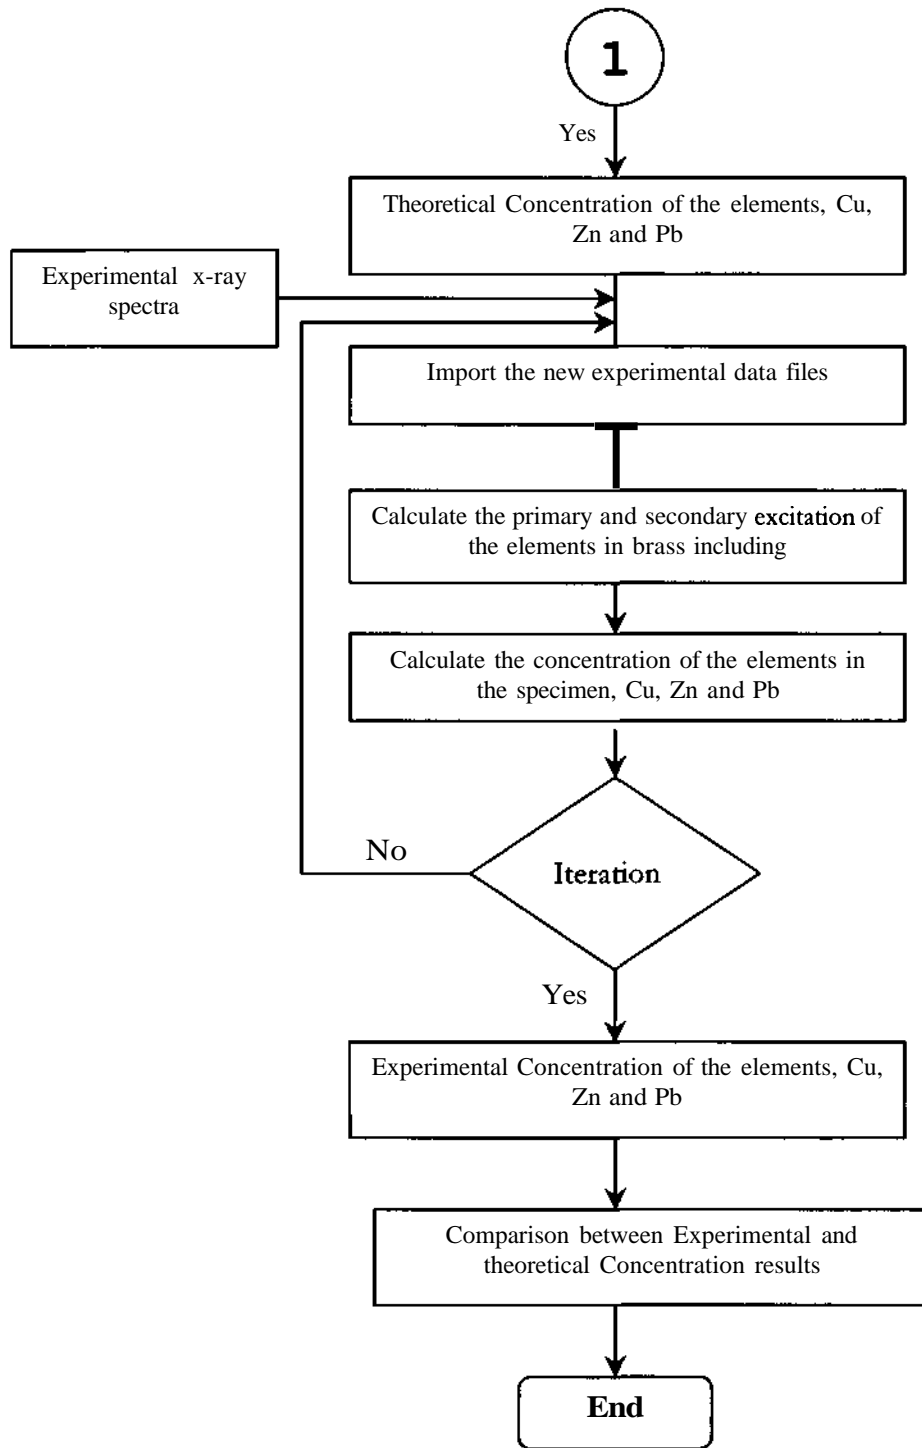 1
Yes
Theoretical Concentration of the elements, Cu,
Zn and Pb
Experimental x-ray
spectra
Import the new experimental data files
Calculate the primary and secondary excitation of
the elements in brass including
Calculate the concentration of the elements in
the specimen, Cu, Zn and Pb
No
Iteration
Yes
Experimental Concentration of the elements, Cu,
Zn and Pb
Comparison between Experimental and
theoretical Concentration results
End